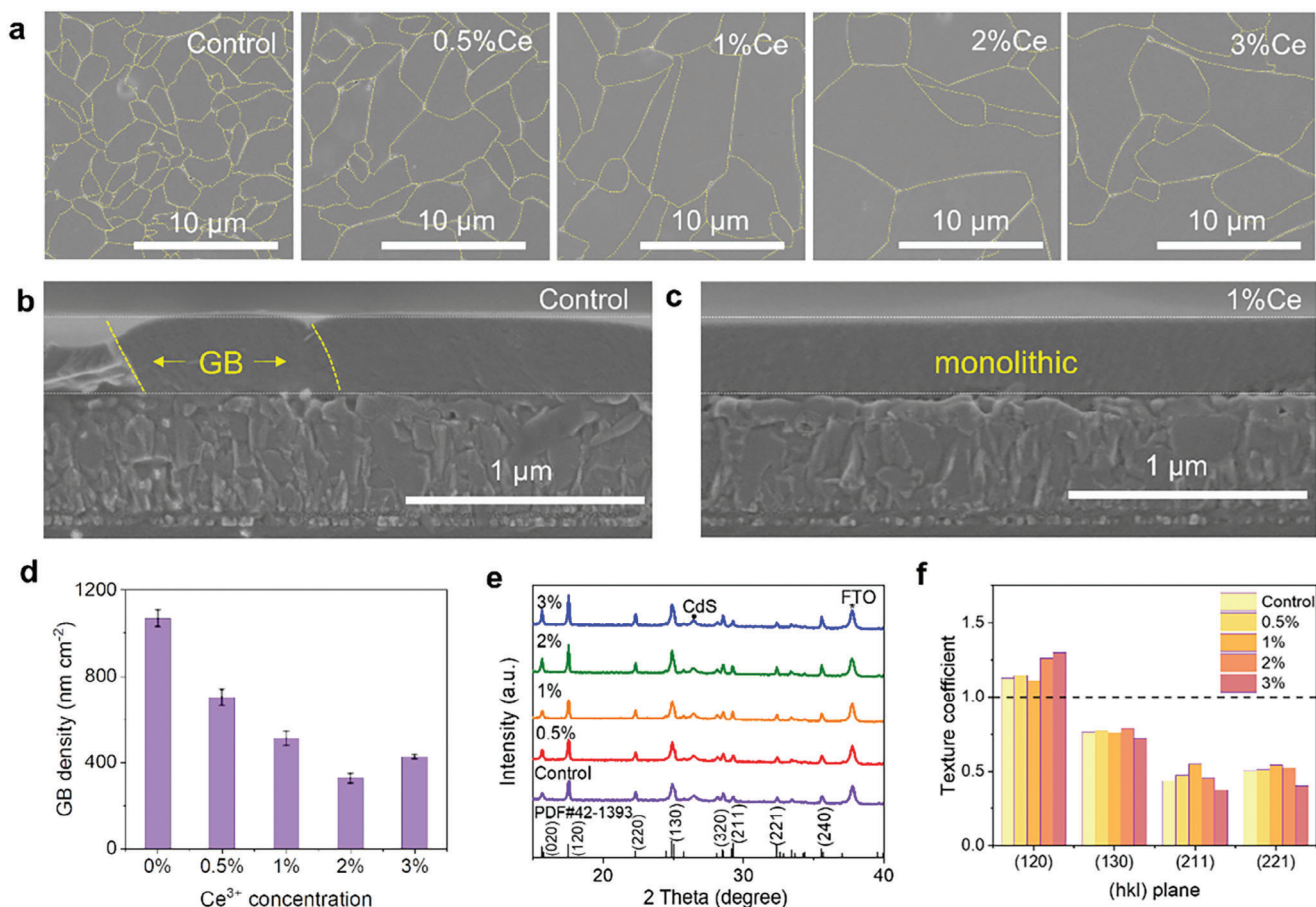 a
Control
0.5%Ce
1%Ce
2%Ce
3%Ce
10 μm
10 μm
10 μm
10 μm
10 μm
b
Control
GB
1 μm
c
1%Ce
monolithic
1 μm
d
GB density (nm cm⁻²)
1200
800
400
0
0%
0.5%
1%
2%
3%
Ce³⁺ concentration
e
Intensity (a.u.)
3%
CdS
FTO
*
2%
1%
0.5%
Control
PDF#42-1393
(020)
(120)
(220)
(130)
(320)
(211)
(221)
(240)
20
30
40
2 Theta (degree)
f
Texture coefficient
1.5
1.0
0.5
0.0
Control
0.5%
1%
2%
3%
(120)
(130)
(211)
(221)
(hkl) plane